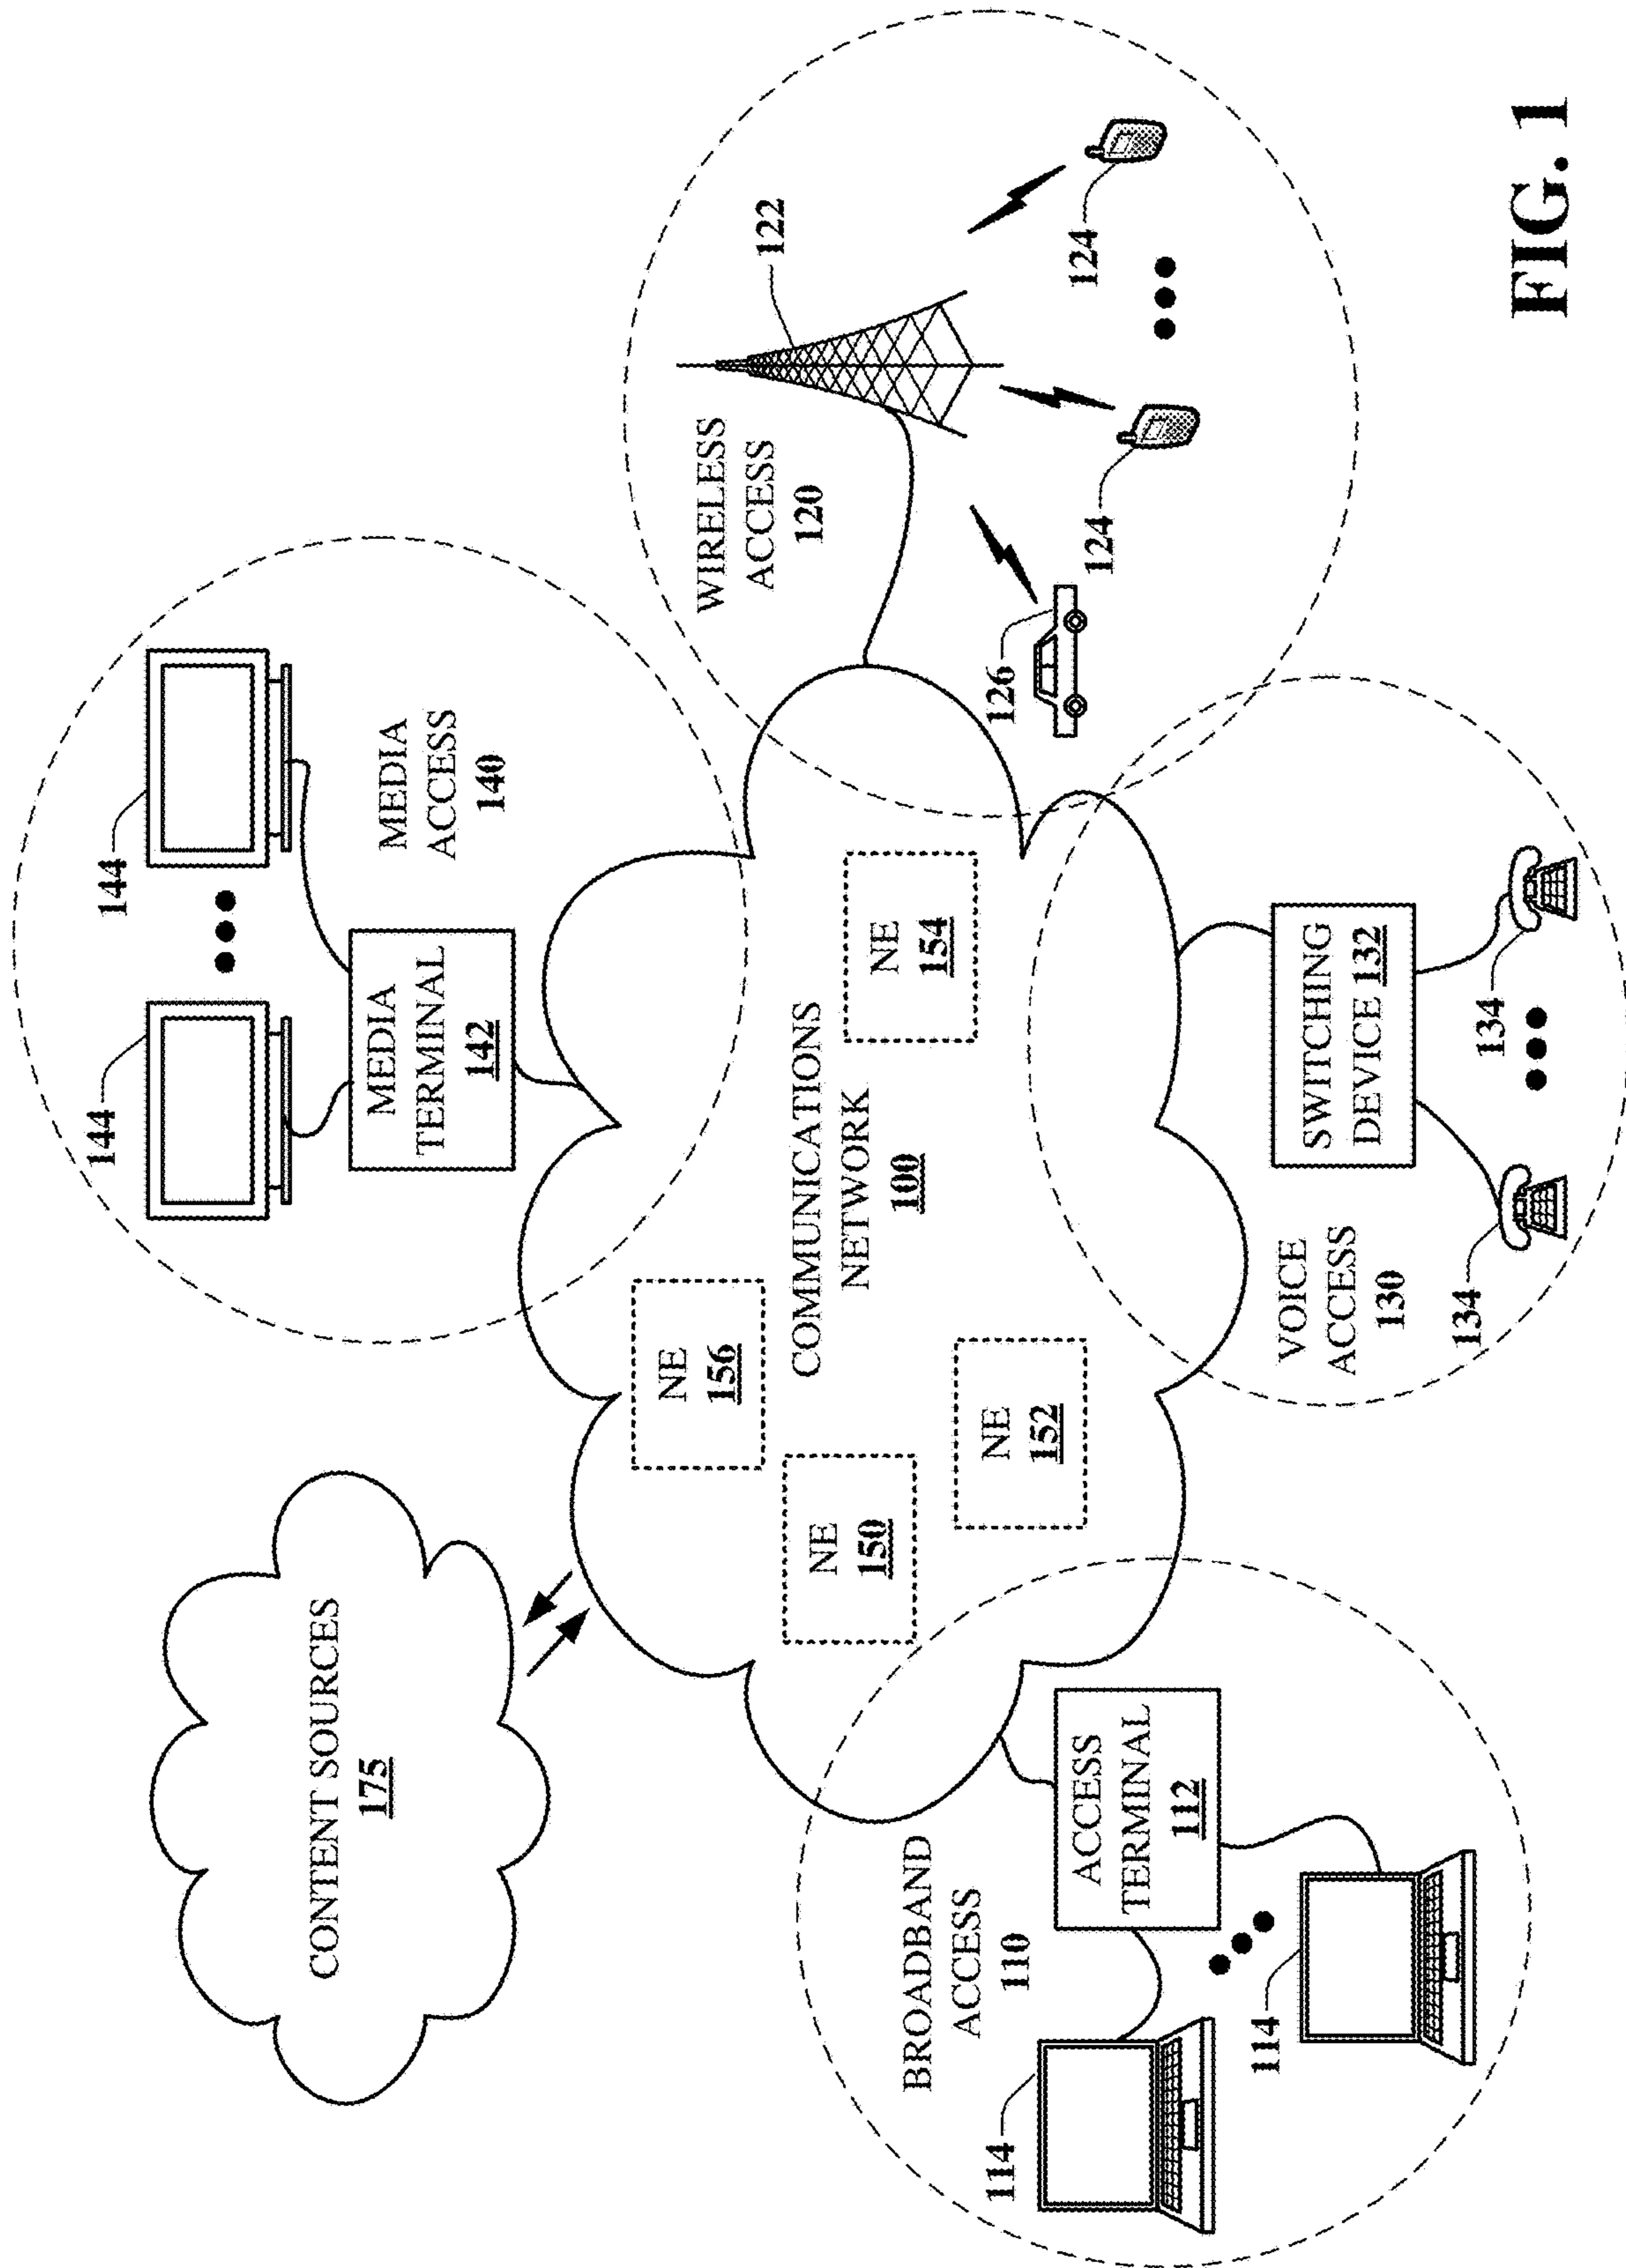 CONTENT SOURCES
175
144
144
MEDIA
TERMINAL
142
MEDIA
ACCESS
140
NE
156
NE
150
NE
152
COMMUNICATIONS
NETWORK
100
NE
154
WIRELESS
ACCESS
120
122
124
124
126
BROADBAND
ACCESS
110
ACCESS
TERMINAL
112
114
114
VOICE
ACCESS
130
SWITCHING
DEVICE 132
134
134
FIG. 1